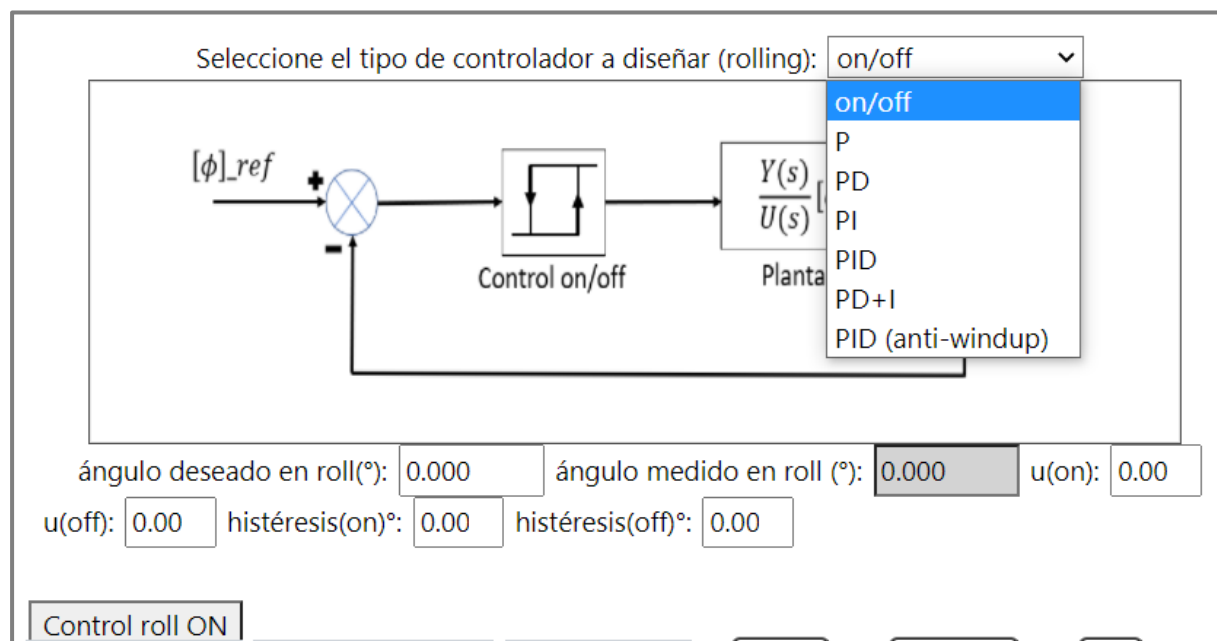 Seleccione el tipo de controlador a diseñar (rolling): on/off
on/off
P
PD
PI
PID
PD+I
PID (anti-windup)
[ϕ]_ref
+
-
Y(s)
U(s) [
Control on/off
Planta
ángulo deseado en roll(°): 0.000 ángulo medido en roll (°): 0.000 u(on): 0.00
u(off): 0.00 histéresis(on)°: 0.00 histéresis(off)°: 0.00
Control roll ON